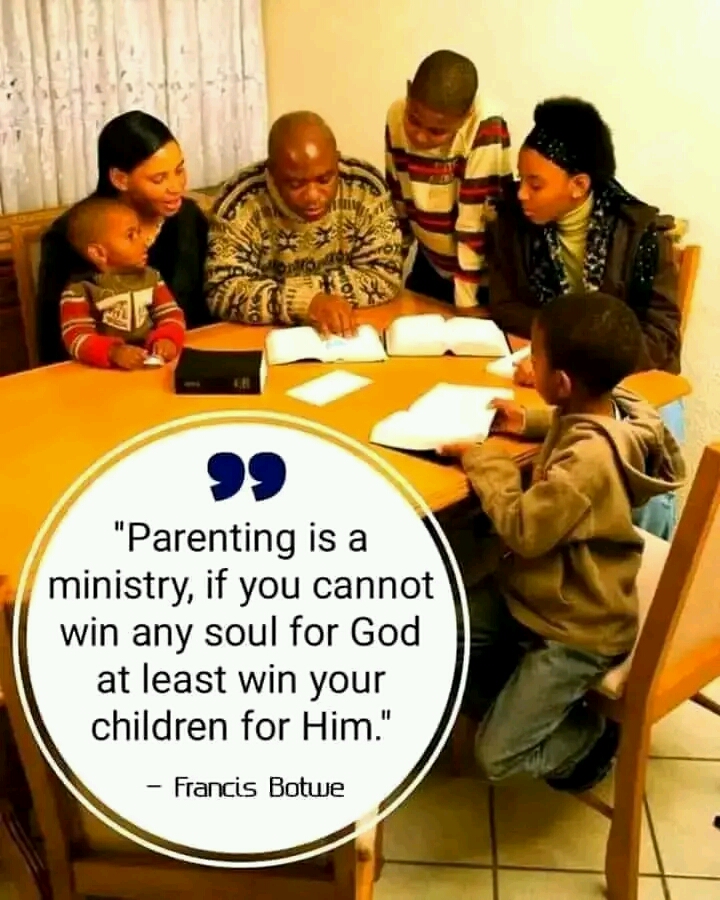 "Parenting is a
ministry, if you cannot
win any soul for God
at least win your
children for Him."
– Francis Botwe